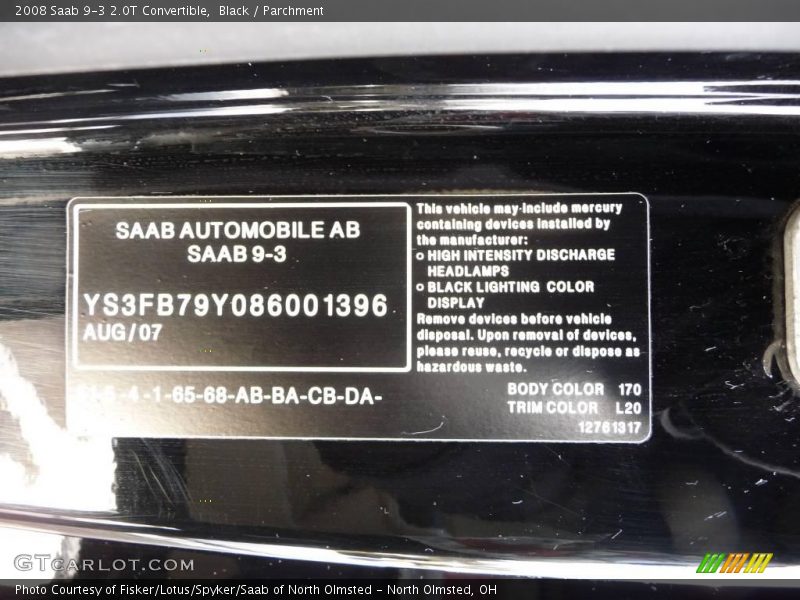 2008 Saab 9-3 2.0T Convertible,  Black / Parchment
SAAB AUTOMOBILE AB
SAAB 9-3
YS3FB79Y086001396
AUG/07
-4 -1-65-68-AB-BA-CB-DA-
This vehicle may include mercury
containing devices installed by
the manufacturer:
o HIGH INTENSITY DISCHARGE
HEADLAMPS
o BLACK LIGHTING COLOR
DISPLAY
Remove devices before vehicle
disposal. Upon removal of devices,
please reuse, recycle or dispose as
hazardous waste.
BODY COLOR 170
TRIM COLOR L20
12761317
GTCARLOT.COM
Photo Courtesy of Fisker/Lotus/Spyker/Saab of North Olmsted - North Olmsted, OH